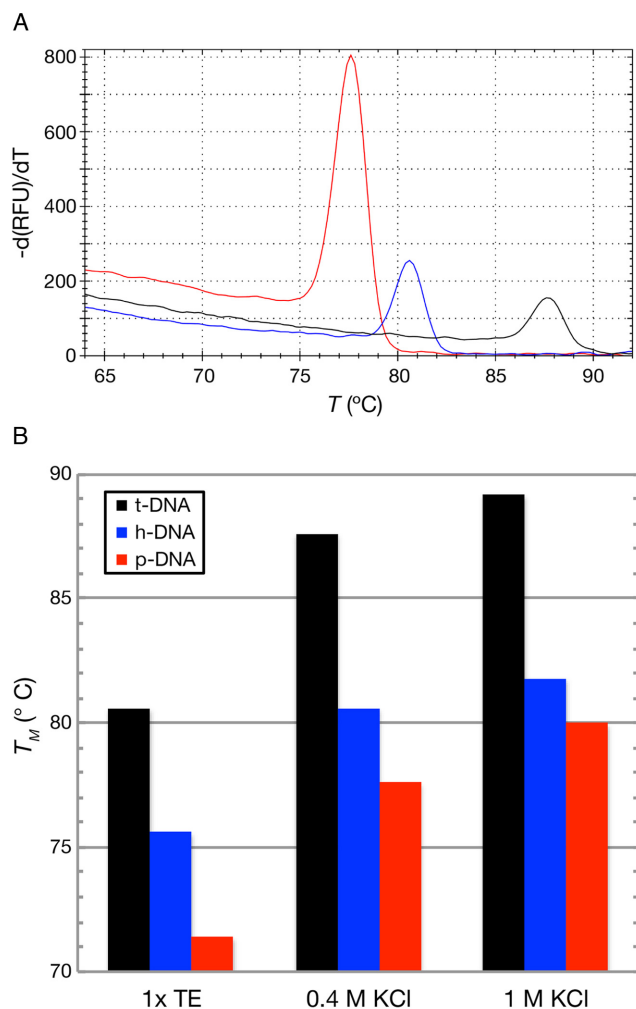 A
800
600
400
200
0
-d(RFU)/dT
65 70 75 80 85 90
T (ºC)
B
90
85
80
75
70
T_M (° C)
t-DNA
h-DNA
p-DNA
1x TE 0.4 M KCl 1 M KCl